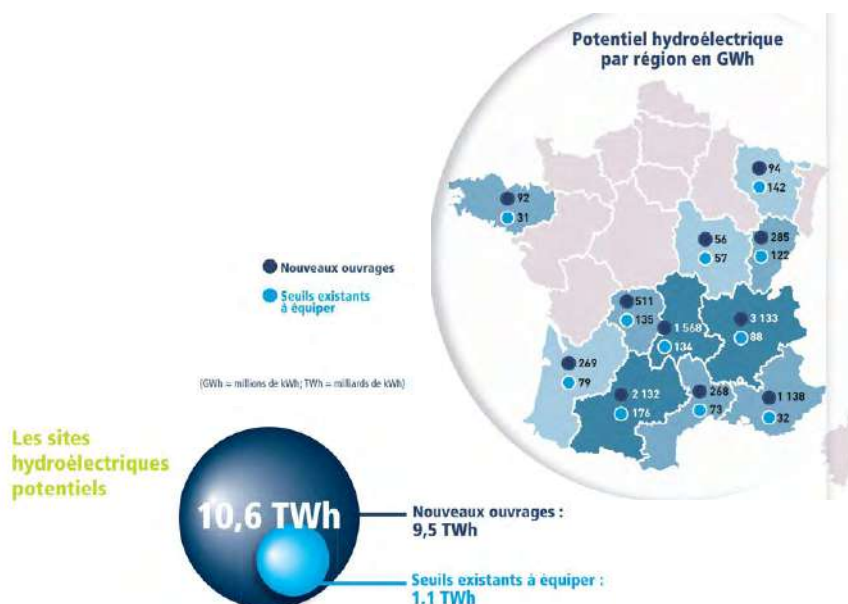 Potentiel hydroélectrique
par région en GWh
94
142
92
31
56
57
285
122
Nouveaux ouvrages
Seuils existants
à équiper
511
135
1 568
134
3 133
88
269
79
(GWh = millions de kWh; TWh = milliards de kWh)
2 132
176
268
73
1 138
32
Les sites
hydroélectriques
potentiels
10,6 TWh
Nouveaux ouvrages :
9,5 TWh
Seuils existants à équiper :
1,1 TWh